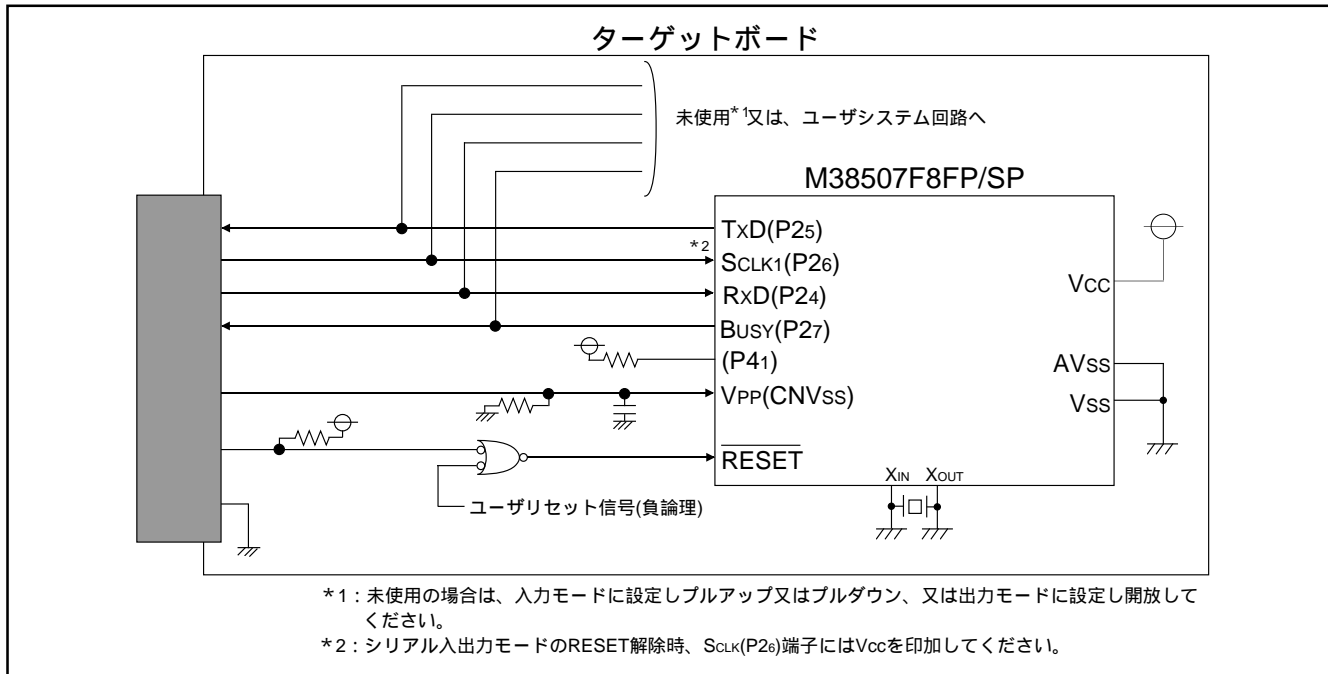 ターゲットボード
未使用*1又は、ユーザシステム回路へ
M38507F8FP/SP
TXD(P25)
*2
SCLK1(P26)
RXD(P24)
BUSY(P27)
(P41)
VPP(CNVSS)
RESET
VCC
AVSS
VSS
XIN XOUT
ユーザリセット信号(負論理)
*1:未使用の場合は、入力モードに設定しプルアップ又はプルダウン、又は出力モードに設定し開放して
ください。
*2:シリアル入出力モードのRESET解除時、SCLK(P26)端子にはVccを印加してください。